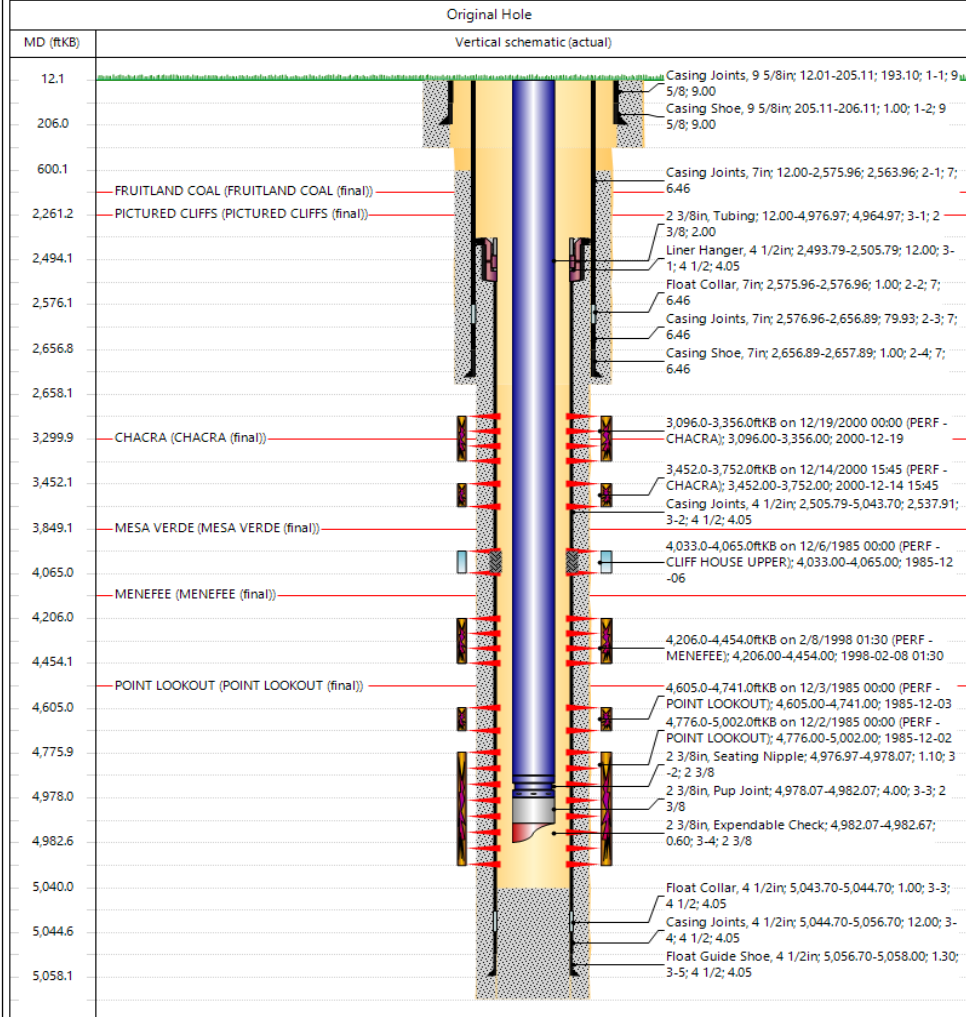 Original Hole
MD (ftKB)
Vertical schematic (actual)
12.1
206.0
600.1
2,261.2
2,494.1
2,576.1
2,656.8
2,658.1
3,299.9
3,452.1
3,849.1
4,065.0
4,206.0
4,454.1
4,605.0
4,775.9
4,978.0
4,982.6
5,040.0
5,044.6
5,058.1
FRUITLAND COAL (FRUITLAND COAL (final))
PICTURED CLIFFS (PICTURED CLIFFS (final))
CHACRA (CHACRA (final))
MESA VERDE (MESA VERDE (final))
MENEFEE (MENEFEE (final))
POINT LOOKOUT (POINT LOOKOUT (final))
Casing Joints, 9 5/8in; 12.01-205.11; 193.10; 1-1; 9
5/8; 9.00
Casing Shoe, 9 5/8in; 205.11-206.11; 1.00; 1-2; 9
5/8; 9.00
Casing Joints, 7in; 12.00-2,575.96; 2,563.96; 2-1; 7;
6.46
2 3/8in, Tubing; 12.00-4,976.97; 4,964.97; 3-1; 2
3/8; 2.00
Liner Hanger, 4 1/2in; 2,493.79-2,505.79; 12.00; 3-
1; 4 1/2; 4.05
Float Collar, 7in; 2,575.96-2,576.96; 1.00; 2-2; 7;
6.46
Casing Joints, 7in; 2,576.96-2,656.89; 79.93; 2-3; 7;
6.46
Casing Shoe, 7in; 2,656.89-2,657.89; 1.00; 2-4; 7;
6.46
3,096.0-3,356.0ftKB on 12/19/2000 00:00 (PERF -
CHACRA); 3,096.00-3,356.00; 2000-12-19
3,452.0-3,752.0ftKB on 12/14/2000 15:45 (PERF -
CHACRA); 3,452.00-3,752.00; 2000-12-14 15:45
Casing Joints, 4 1/2in; 2,505.79-5,043.70; 2,537.91;
3-2; 4 1/2; 4.05
4,033.0-4,065.0ftKB on 12/6/1985 00:00 (PERF -
CLIFF HOUSE UPPER); 4,033.00-4,065.00; 1985-12
-06
4,206.0-4,454.0ftKB on 2/8/1998 01:30 (PERF -
MENEFEE); 4,206.00-4,454.00; 1998-02-08 01:30
4,605.0-4,741.0ftKB on 12/3/1985 00:00 (PERF -
POINT LOOKOUT); 4,605.00-4,741.00; 1985-12-03
4,776.0-5,002.0ftKB on 12/2/1985 00:00 (PERF -
POINT LOOKOUT); 4,776.00-5,002.00; 1985-12-02
2 3/8in, Seating Nipple; 4,976.97-4,978.07; 1.10; 3
-2; 2 3/8
2 3/8in, Pup Joint; 4,978.07-4,982.07; 4.00; 3-3; 2
3/8
2 3/8in, Expendable Check; 4,982.07-4,982.67;
0.60; 3-4; 2 3/8
Float Collar, 4 1/2in; 5,043.70-5,044.70; 1.00; 3-3;
4 1/2; 4.05
Casing Joints, 4 1/2in; 5,044.70-5,056.70; 12.00; 3-
4; 4 1/2; 4.05
Float Guide Shoe, 4 1/2in; 5,056.70-5,058.00; 1.30;
3-5; 4 1/2; 4.05